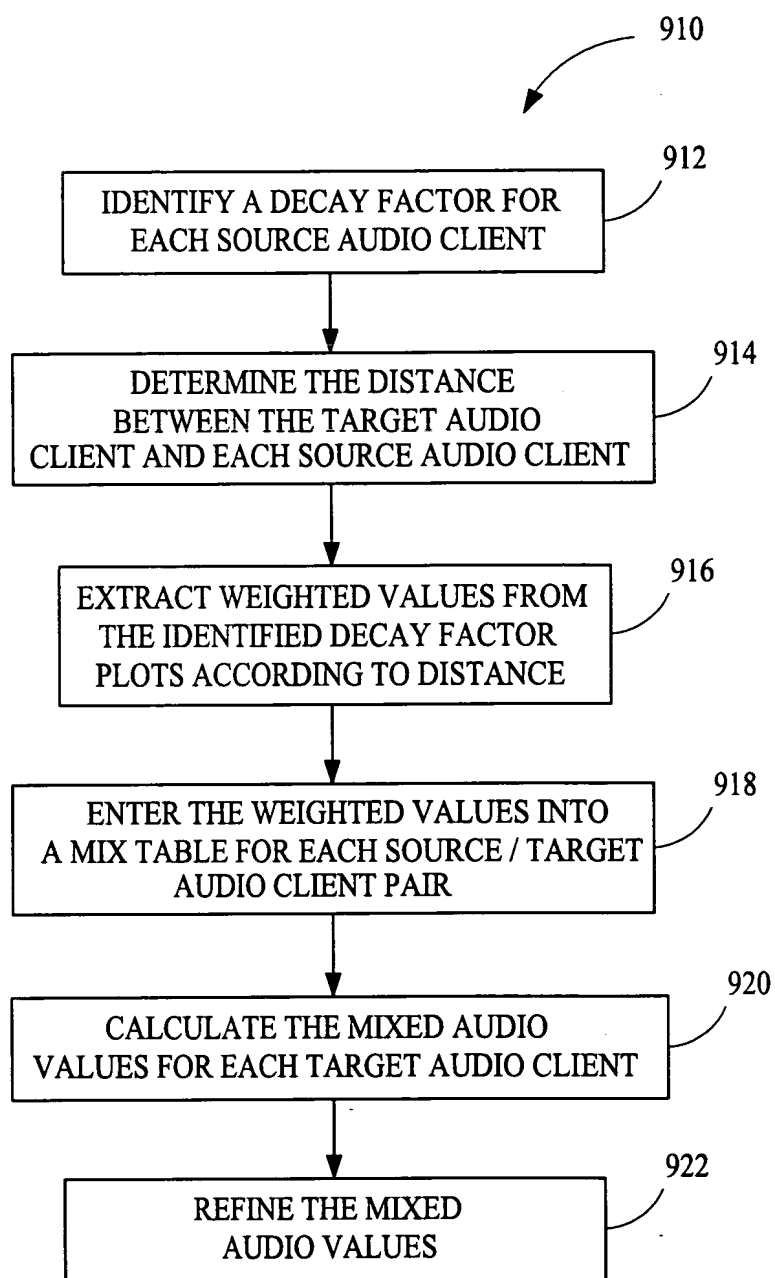 910
912
IDENTIFY A DECAY FACTOR FOR
EACH SOURCE AUDIO CLIENT
914
DETERMINE THE DISTANCE
BETWEEN THE TARGET AUDIO
CLIENT AND EACH SOURCE AUDIO CLIENT
916
EXTRACT WEIGHTED VALUES FROM
THE IDENTIFIED DECAY FACTOR
PLOTS ACCORDING TO DISTANCE
918
ENTER THE WEIGHTED VALUES INTO
A MIX TABLE FOR EACH SOURCE / TARGET
AUDIO CLIENT PAIR
920
CALCULATE THE MIXED AUDIO
VALUES FOR EACH TARGET AUDIO CLIENT
922
REFINE THE MIXED
AUDIO VALUES